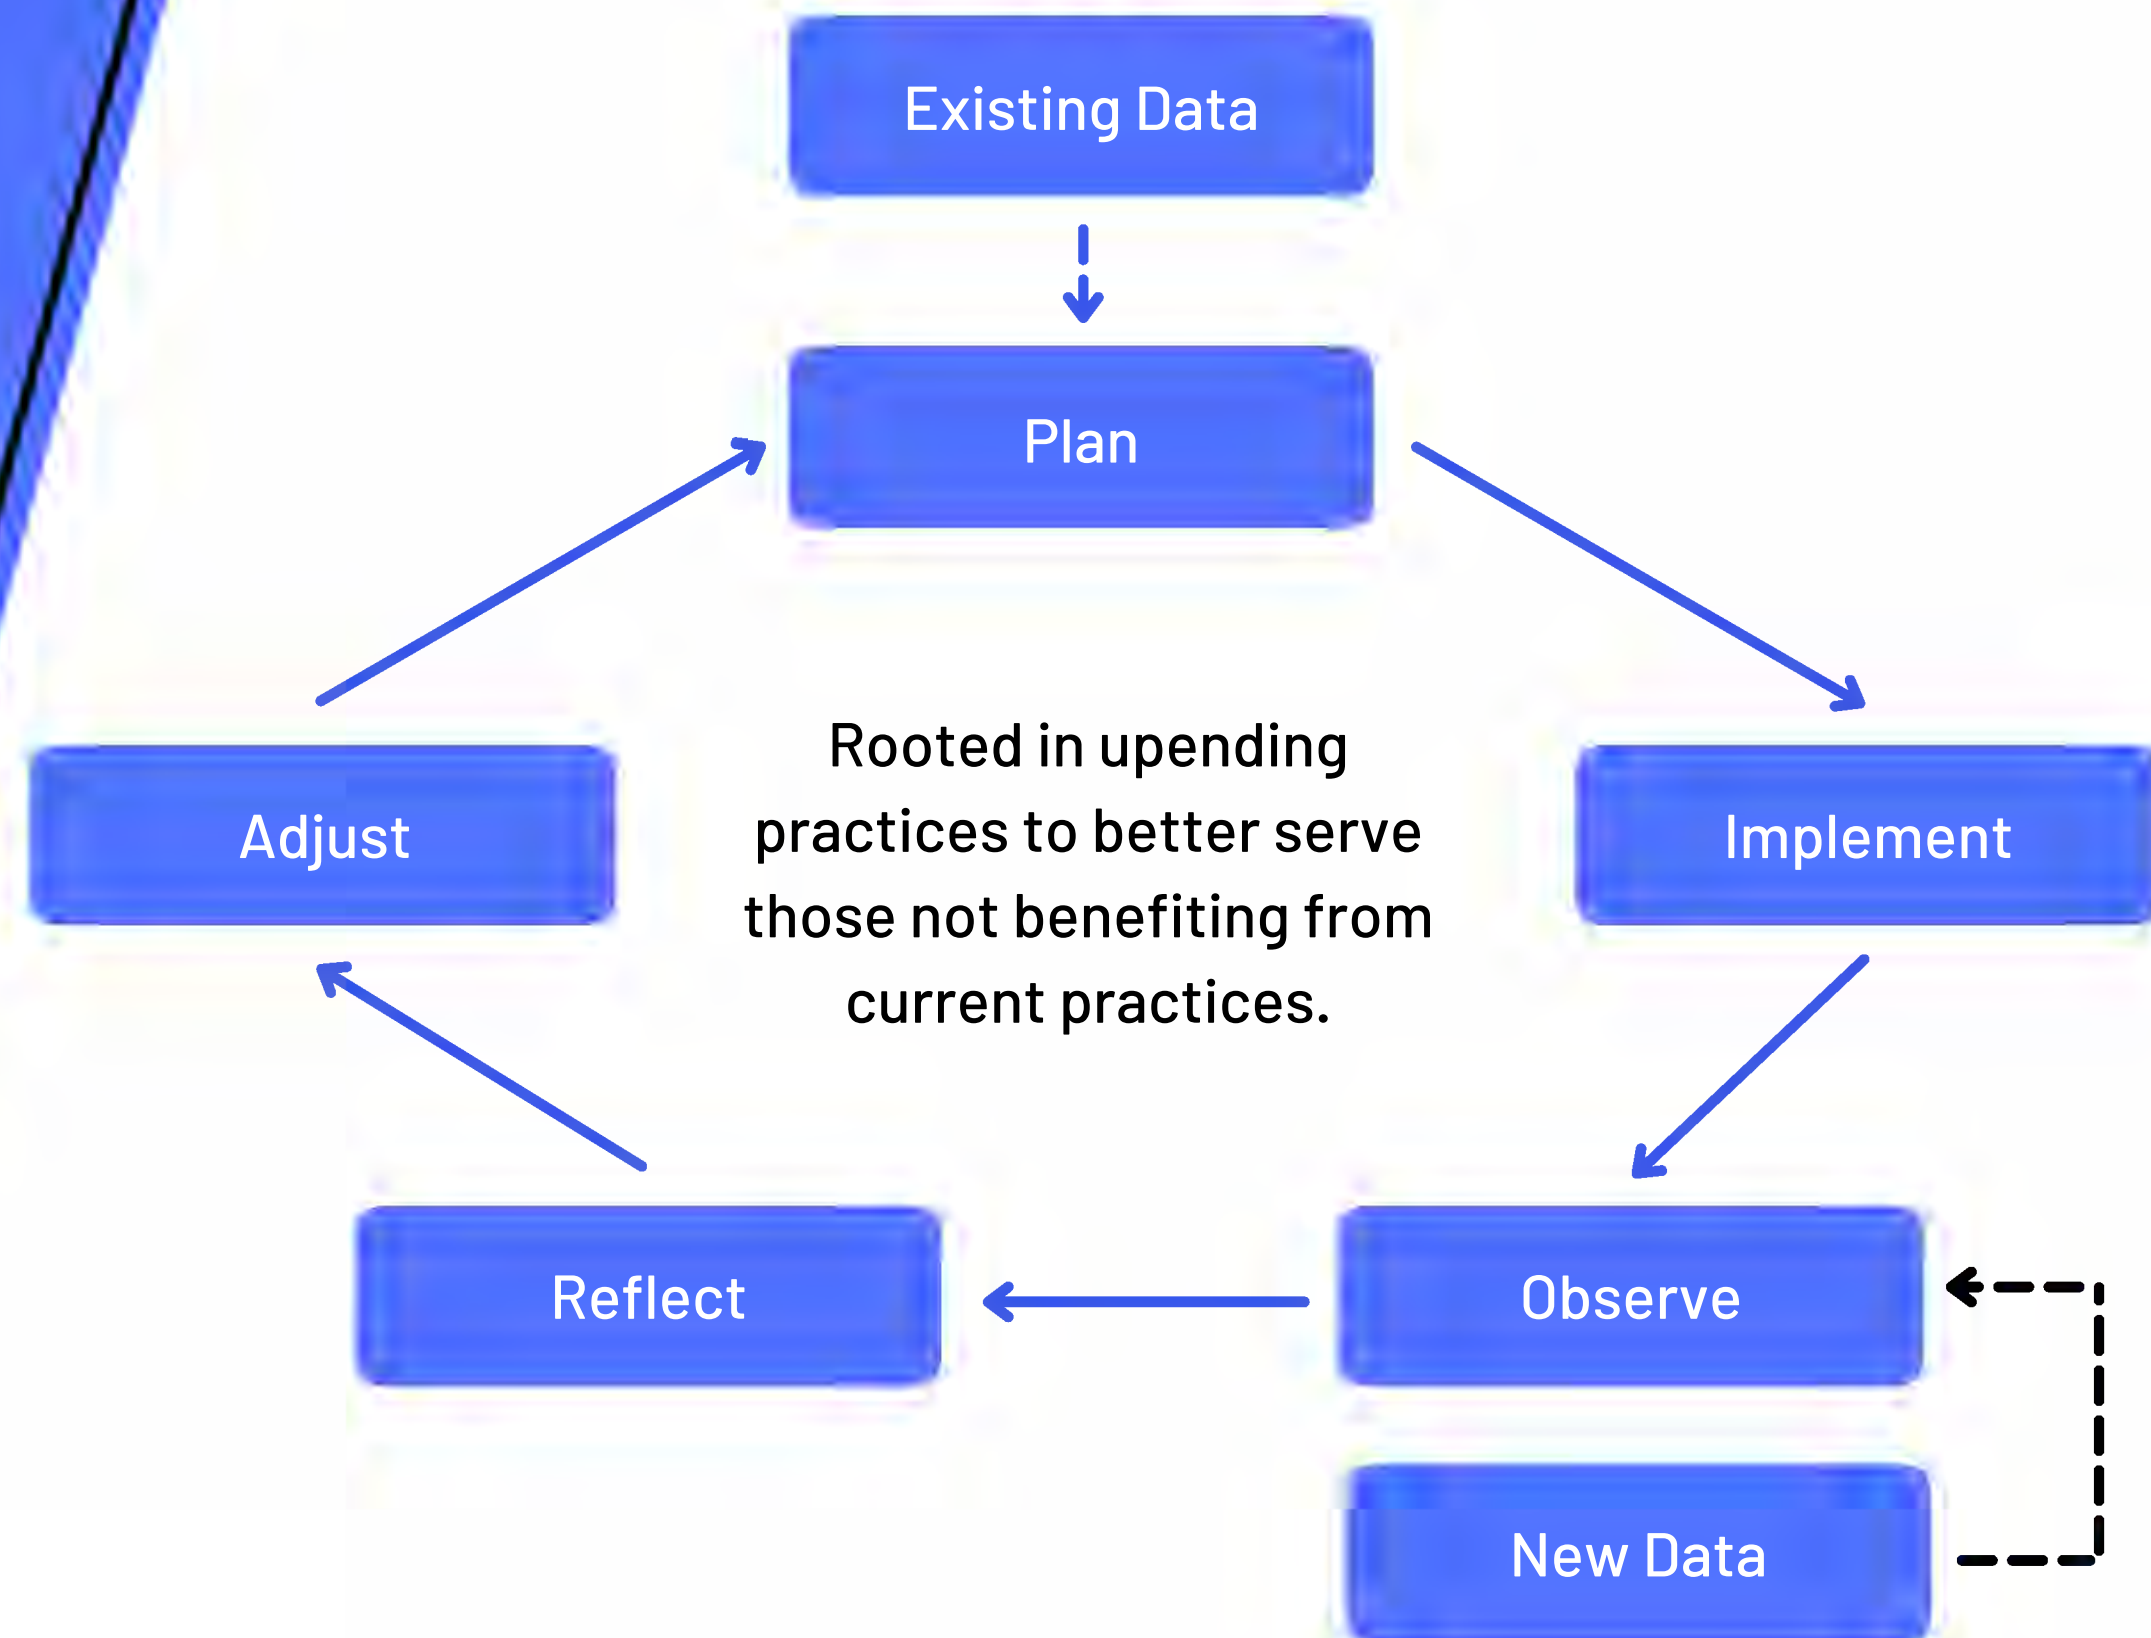 Existing Data
Plan
Rooted in upending
practices to better serve
those not benefiting from
current practices.
Adjust
Implement
Reflect
Observe
New Data